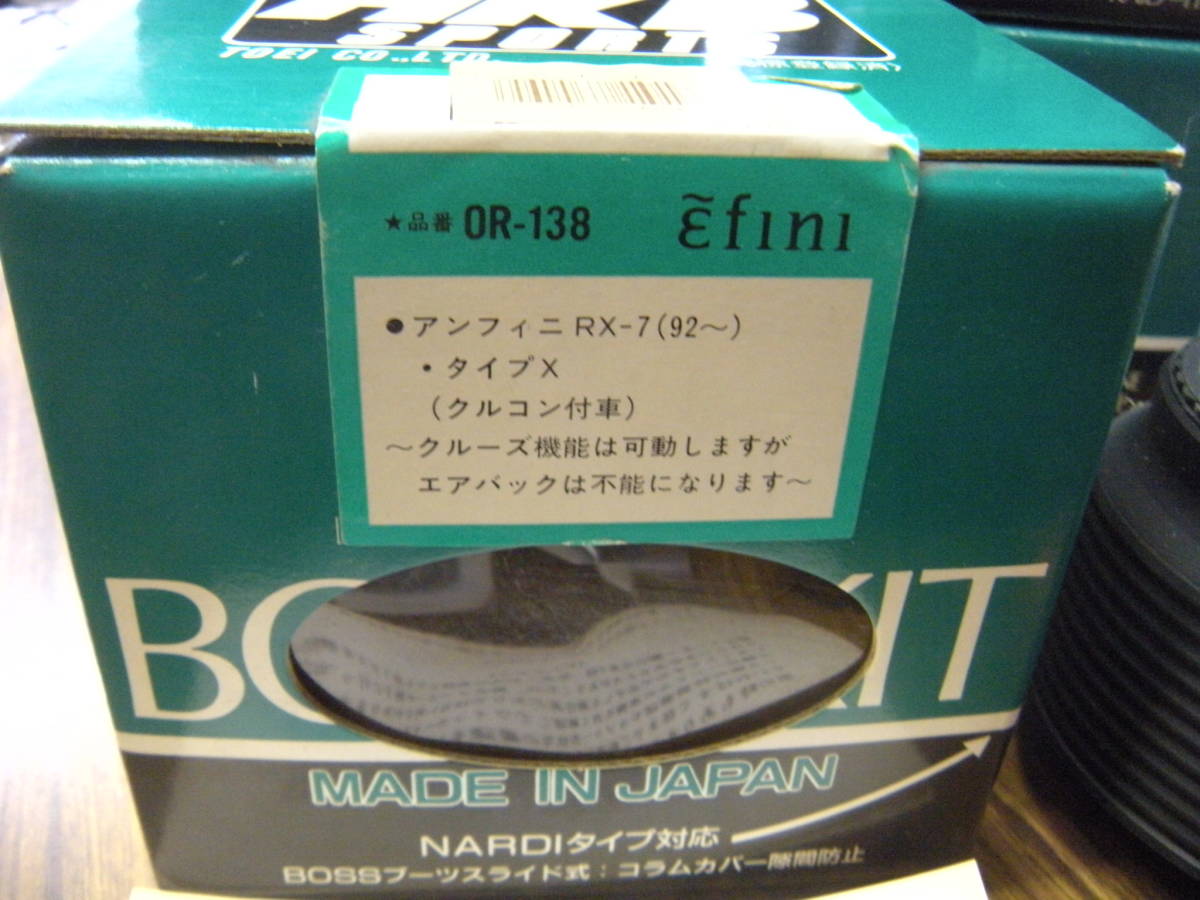 SPORTS
TOEI CO.,LTD.
★品番 OR-138 ẽfini
●アンフィニ RX-7(92〜)
・タイプX
(クルコン付車)
〜クルーズ機能は可動しますが
エアバックは不能になります〜
MADE IN JAPAN
NARDIタイプ対応
BOSSブーツスライド式:コラムカバー隙間防止